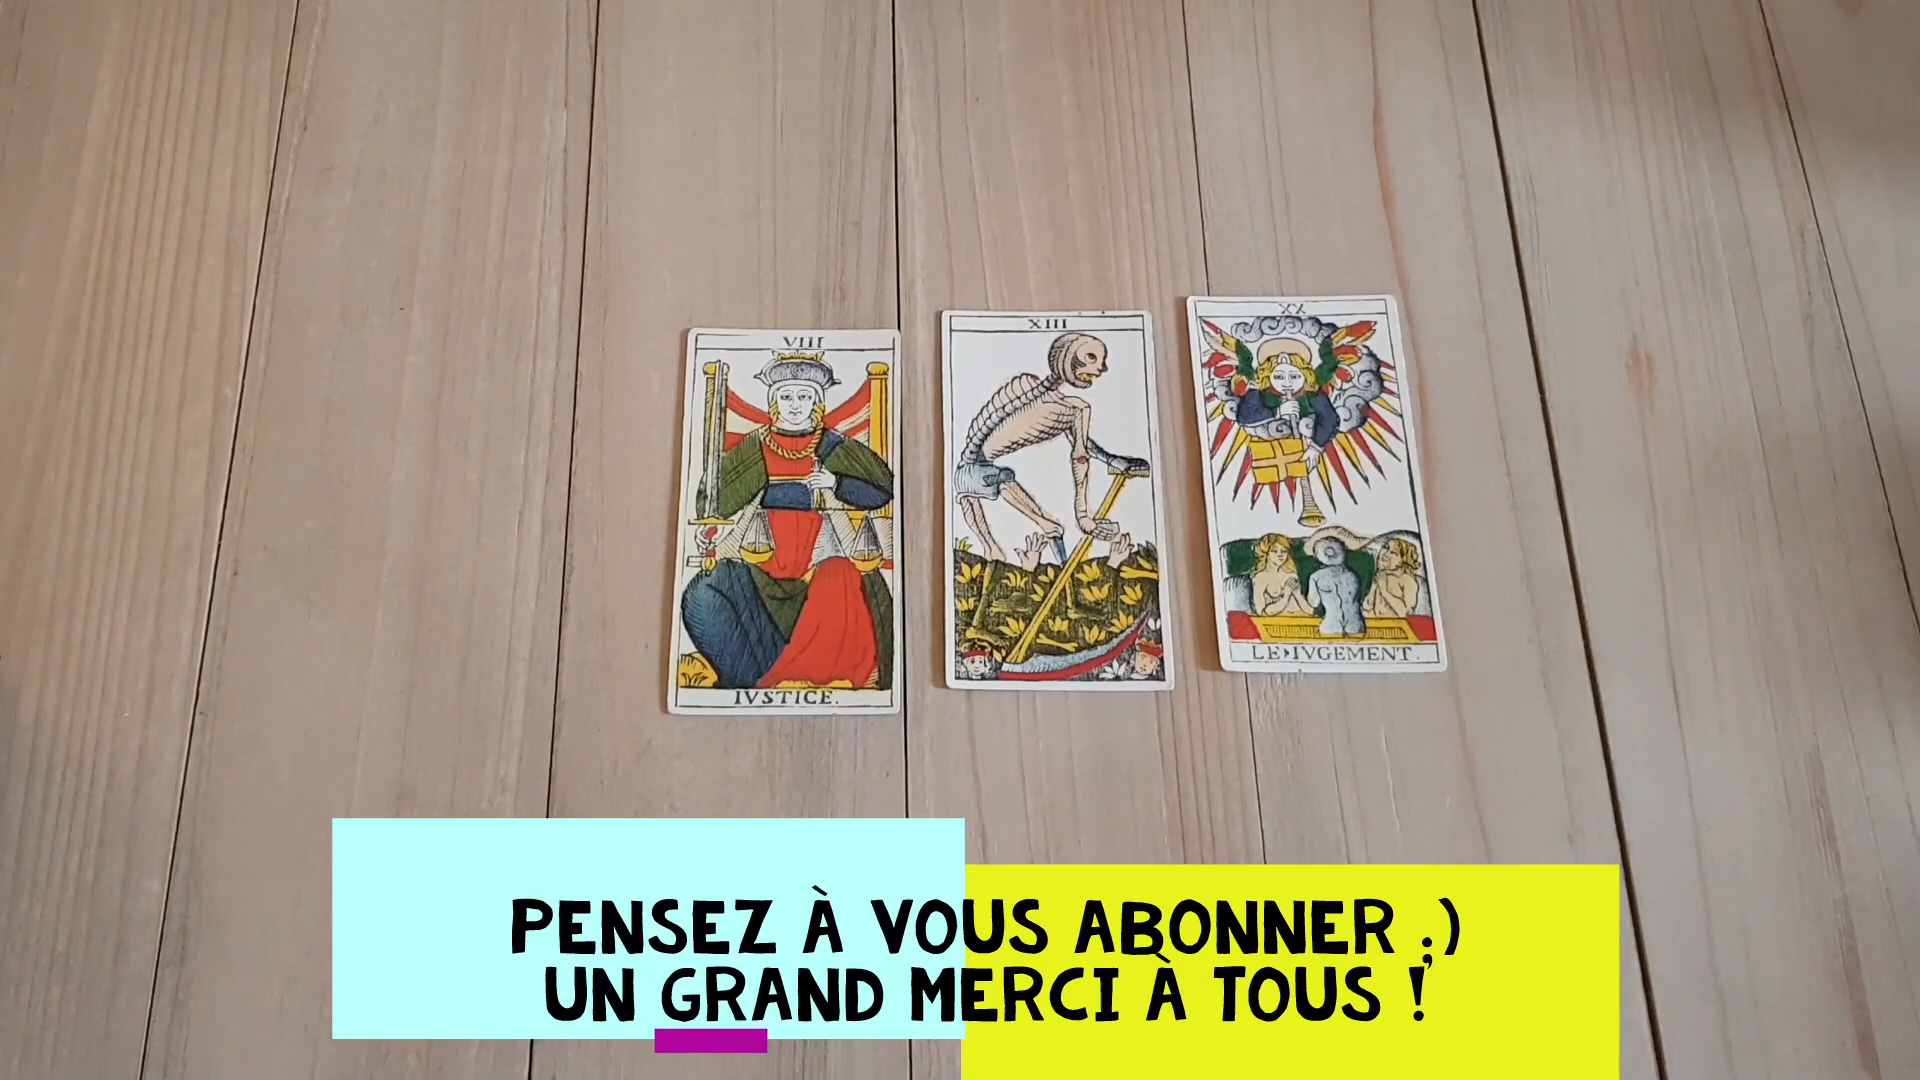 VIII
IVSTICE.
XIII
XX
LE IVGEMENT.
PENSEZ À VOUS ABONNER ;)
UN GRAND MERCI À TOUS !